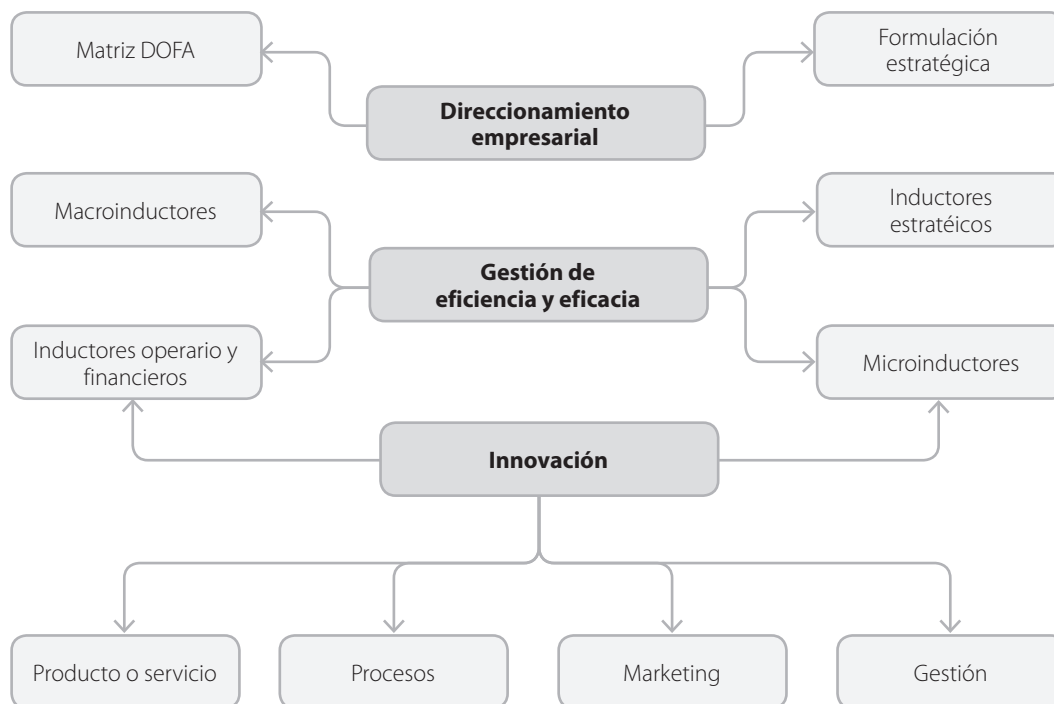 Matriz DOFA
Formulación
estratégica
Direccionamiento
empresarial
Macroinductores
Inductores
estratéicos
Gestión de
eficiencia y eficacia
Inductores operario y
financieros
Microinductores
Innovación
Producto o servicio
Procesos
Marketing
Gestión